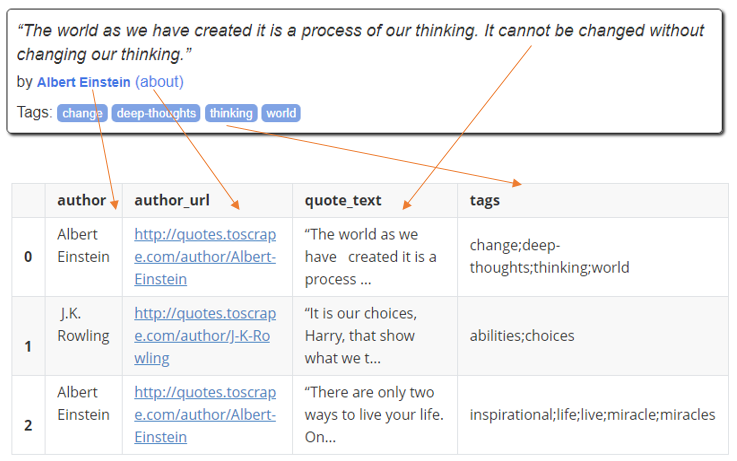 “The world as we have created it is a process of our thinking. It cannot be changed without
changing our thinking.”
by Albert Einstein (about)
Tags: change deep-thoughts thinking world
author author_url quote_text tags
0
Albert
Einstein
http://quotes.toscrap
e.com/author/Albert-
Einstein
“The world as we
have created it is a
process ...
change;deep-
thoughts;thinking;world
1
J.K.
Rowling
http://quotes.toscrap
e.com/author/J-K-Ro
wling
“It is our choices,
Harry, that show
what we t...
abilities;choices
2
Albert
Einstein
http://quotes.toscrap
e.com/author/Albert-
Einstein
“There are only two
ways to live your life.
On...
inspirational;life;live;miracle;miracles